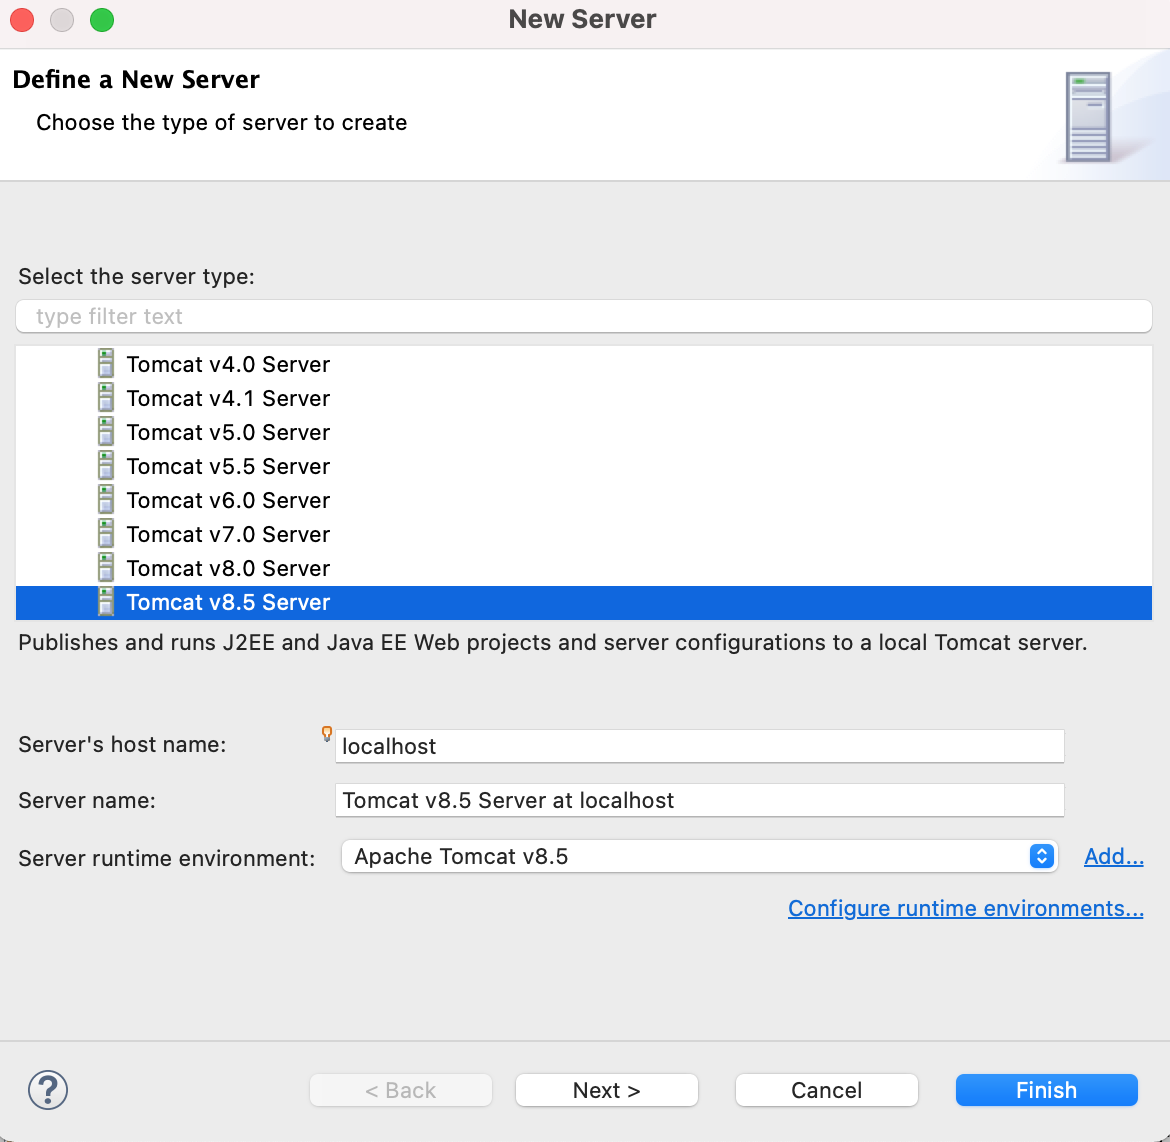 New Server
Define a New Server
Choose the type of server to create
Select the server type:
type filter text
Tomcat v4.0 Server
Tomcat v4.1 Server
Tomcat v5.0 Server
Tomcat v5.5 Server
Tomcat v6.0 Server
Tomcat v7.0 Server
Tomcat v8.0 Server
Tomcat v8.5 Server
Publishes and runs J2EE and Java EE Web projects and server configurations to a local Tomcat server.
Server's host name: localhost
Server name: Tomcat v8.5 Server at localhost
Server runtime environment: Apache Tomcat v8.5 Add...
Configure runtime environments...
? < Back Next > Cancel Finish